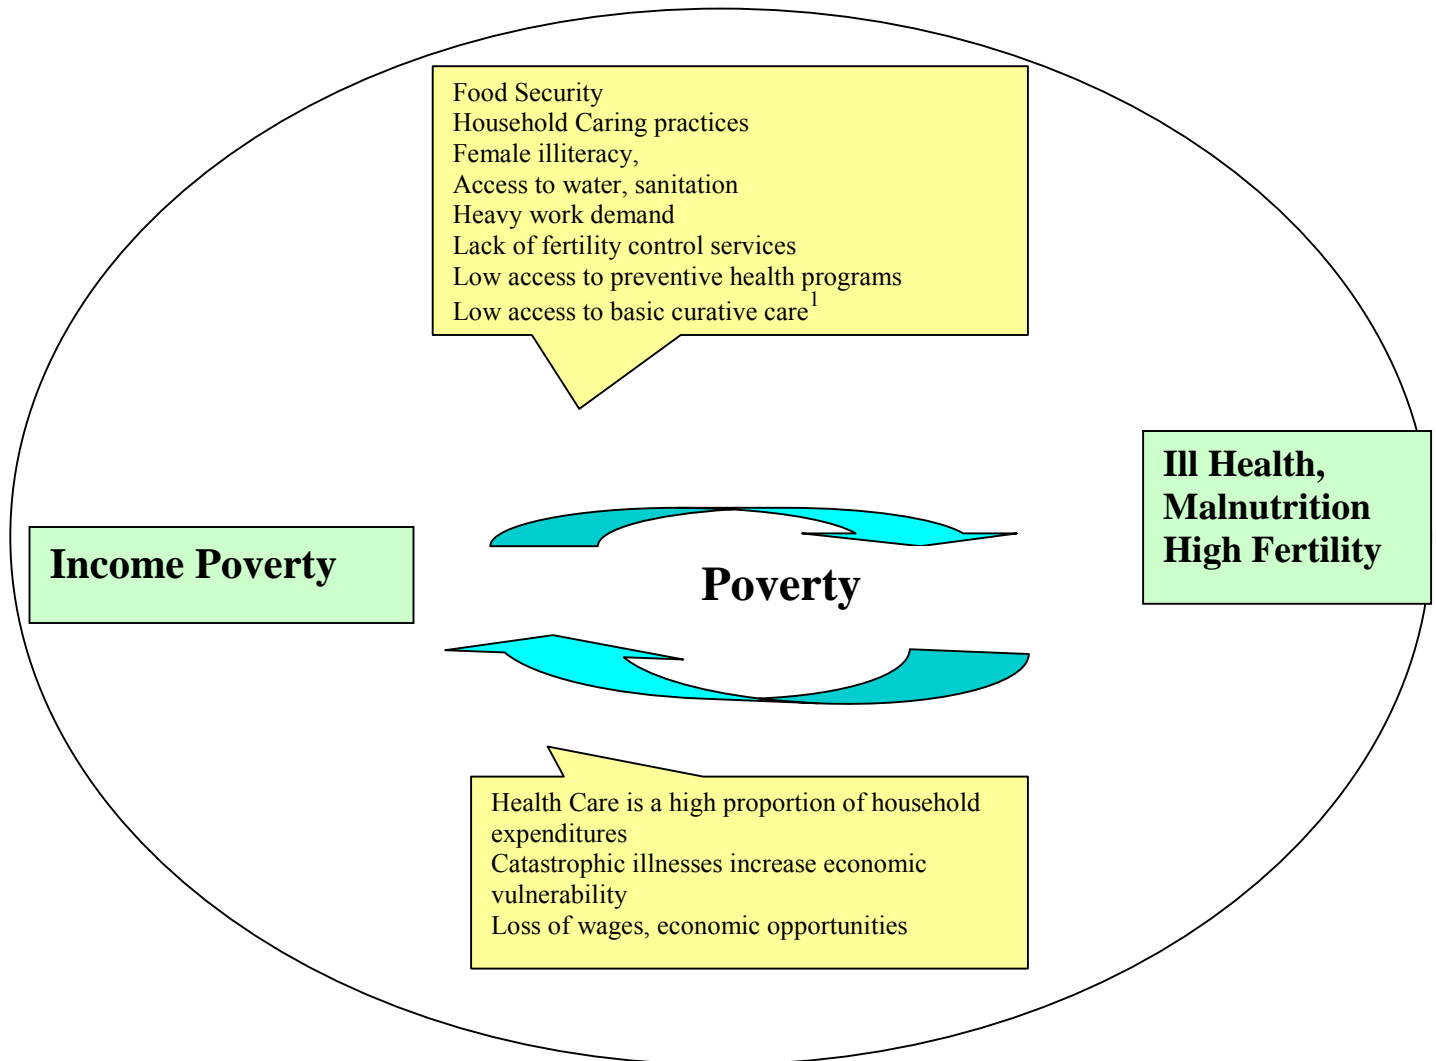 Food Security
Household Caring practices
Female illiteracy,
Access to water, sanitation
Heavy work demand
Lack of fertility control services
Low access to preventive health programs
Low access to basic curative care¹
Ill Health,
Malnutrition
High Fertility
Income Poverty
Poverty
Health Care is a high proportion of household
expenditures
Catastrophic illnesses increase economic
vulnerability
Loss of wages, economic opportunities